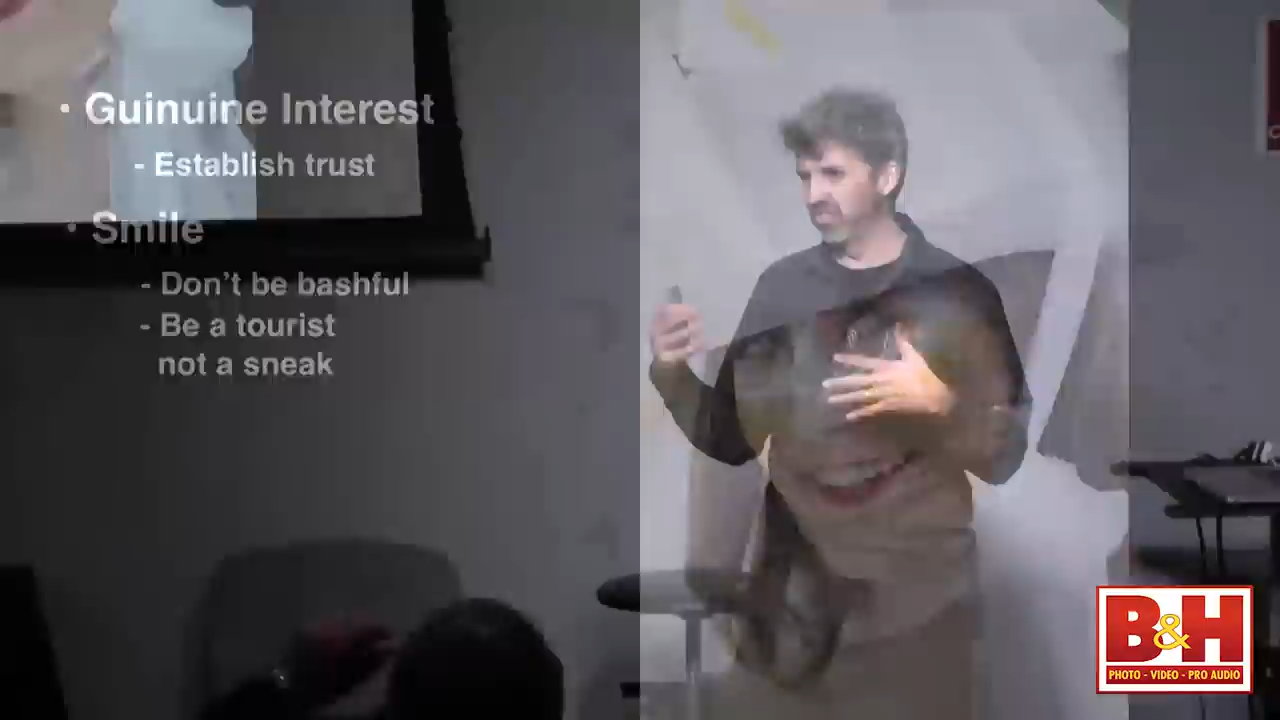 • Guinuine Interest
- Establish trust
• Smile
- Don't be bashful
- Be a tourist
not a sneak
B&H
PHOTO - VIDEO - PRO AUDIO